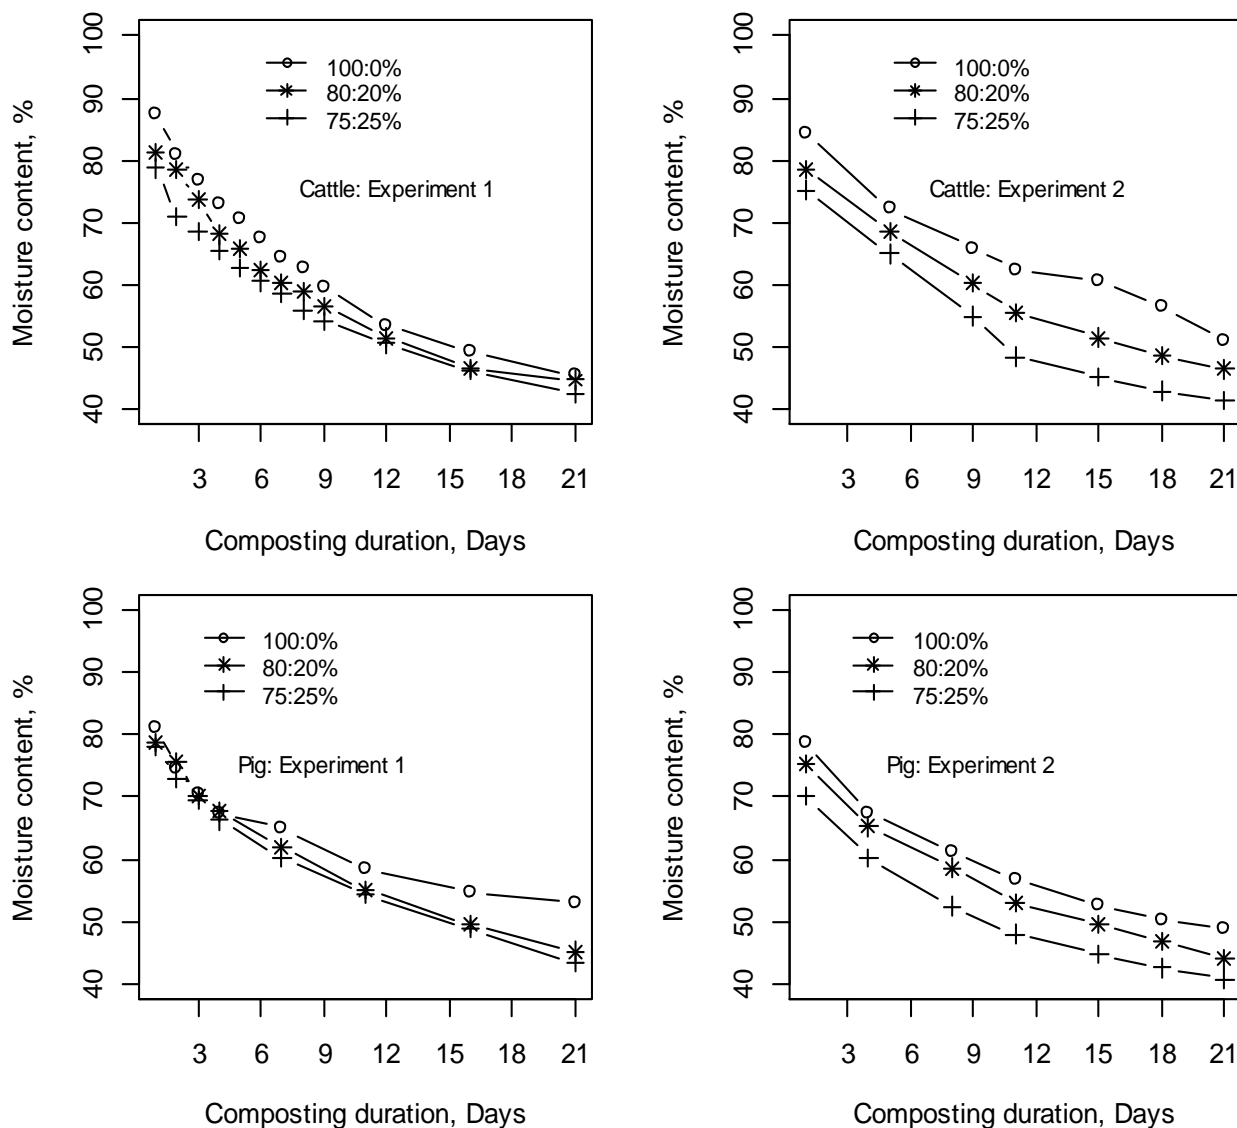 100
90
80
70
60
50
40
Moisture content, %
100:0%
80:20%
75:25%
Cattle: Experiment 1
3 6 9 12 15 18 21
Composting duration, Days
100
90
80
70
60
50
40
Moisture content, %
100:0%
80:20%
75:25%
Cattle: Experiment 2
3 6 9 12 15 18 21
Composting duration, Days
100
90
80
70
60
50
40
Moisture content, %
100:0%
80:20%
75:25%
Pig: Experiment 1
3 6 9 12 15 18 21
Composting duration, Days
100
90
80
70
60
50
40
Moisture content, %
100:0%
80:20%
75:25%
Pig: Experiment 2
3 6 9 12 15 18 21
Composting duration, Days